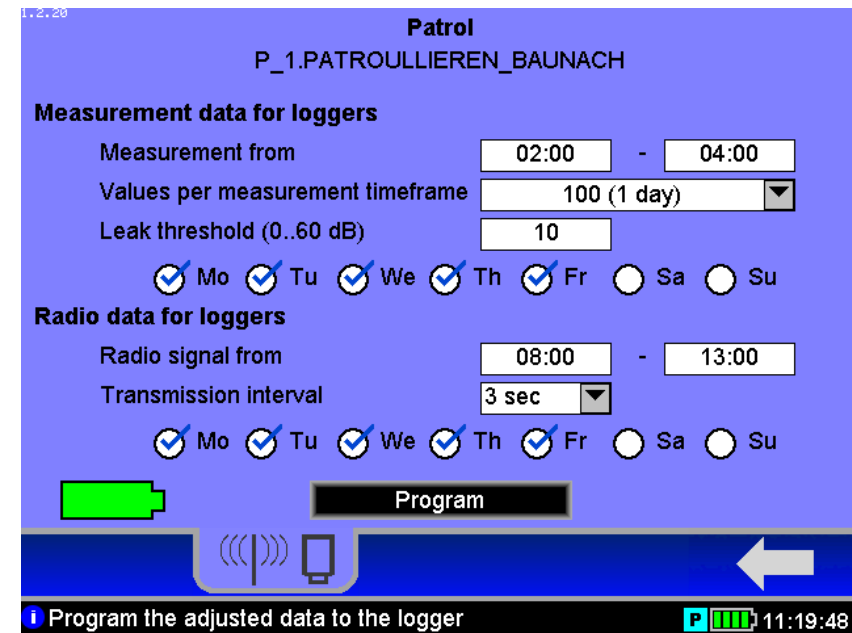 1.2.20
Patrol
P_1.PATROULLIEREN_BAUNACH
Measurement data for loggers
Measurement from 02:00 - 04:00
Values per measurement timeframe 100 (1 day)
Leak threshold (0..60 dB) 10
Mo Tu We Th Fr Sa Su
Radio data for loggers
Radio signal from 08:00 - 13:00
Transmission interval 3 sec
Mo Tu We Th Fr Sa Su
Program
i Program the adjusted data to the logger P 11:19:48